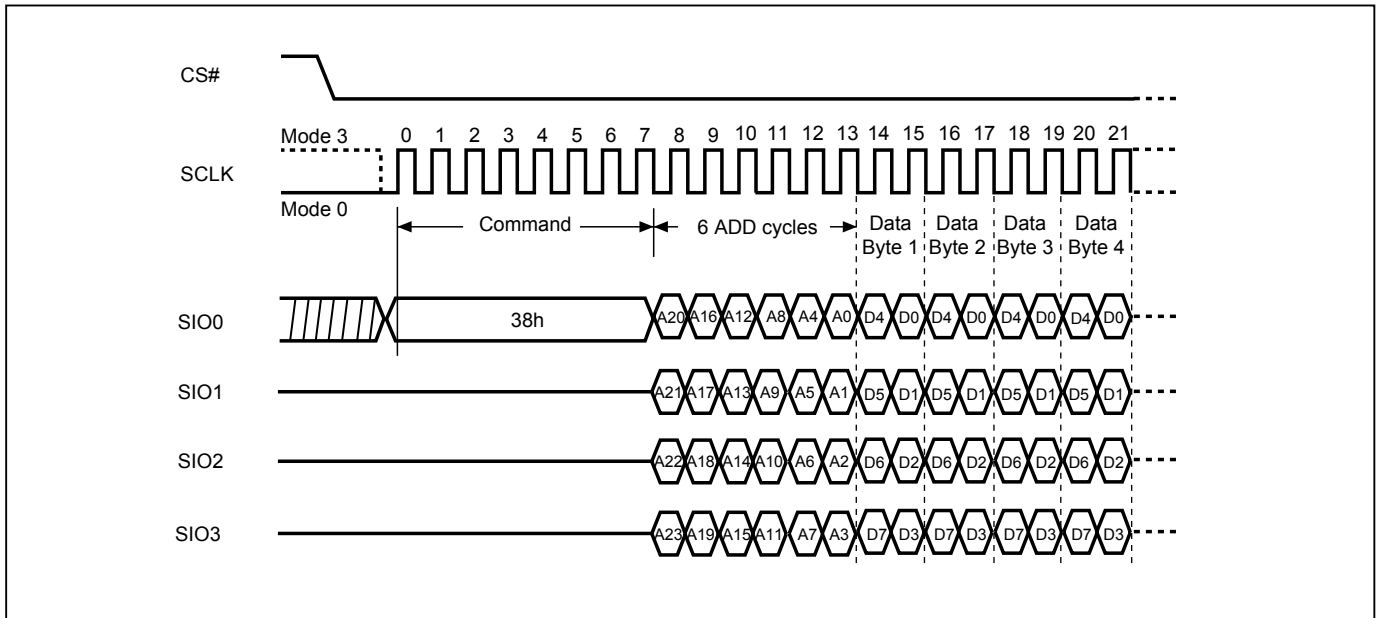 CS#
Mode 3
0 1 2 3 4 5 6 7 8 9 10 11 12 13 14 15 16 17 18 19 20 21
SCLK
Mode 0
Command
6 ADD cycles
Data Byte 1
Data Byte 2
Data Byte 3
Data Byte 4
SIO0
38h
A20 A16 A12 A8 A4 A0 D4 D0 D4 D0 D4 D0 D4 D0
SIO1
A21 A17 A13 A9 A5 A1 D5 D1 D5 D1 D5 D1 D5 D1
SIO2
A22 A18 A14 A10 A6 A2 D6 D2 D6 D2 D6 D2 D6 D2
SIO3
A23 A19 A15 A11 A7 A3 D7 D3 D7 D3 D7 D3 D7 D3